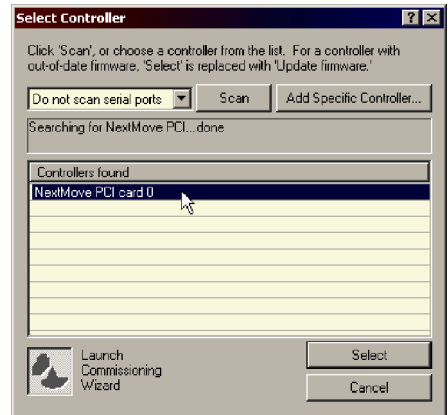 Select Controller
Click 'Scan', or choose a controller from the list. For a controller with
out-of-date firmware, 'Select' is replaced with 'Update firmware.'
Do not scan serial ports Scan Add Specific Controller...
Searching for NextMove PCI...done
Controllers found
NextMove PCI card 0
Launch
Commissioning
Wizard
Select
Cancel